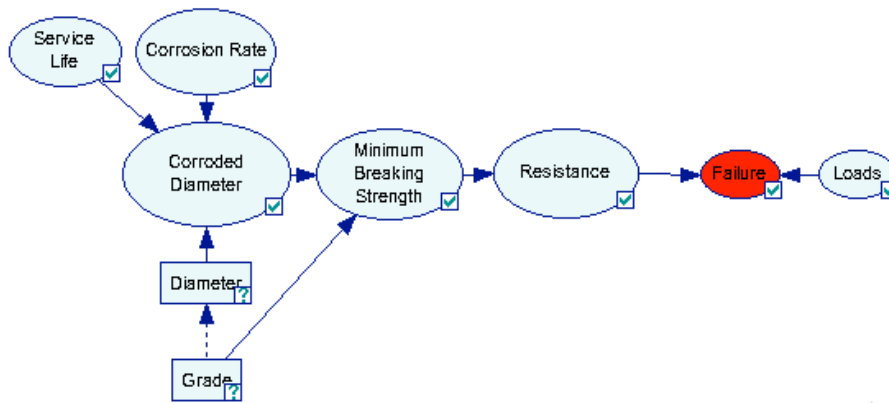 Service
Life
Corrosion Rate
Corroded
Diameter
Minimum
Breaking
Strength
Resistance
Failure
Loads
Diameter
?
Grade
?